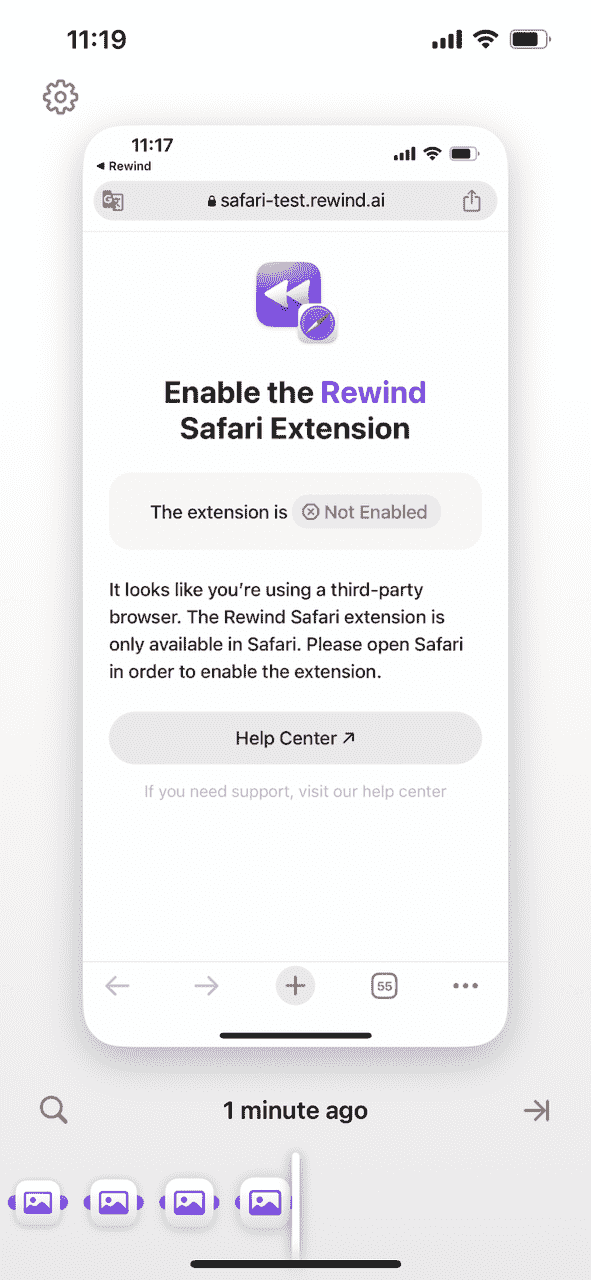 11:19
11:17
◀ Rewind
safari-test.rewind.ai
Enable the Rewind
Safari Extension
The extension is Not Enabled
It looks like you’re using a third-party
browser. The Rewind Safari extension is
only available in Safari. Please open Safari
in order to enable the extension.
Help Center ↗
If you need support, visit our help center
55
1 minute ago